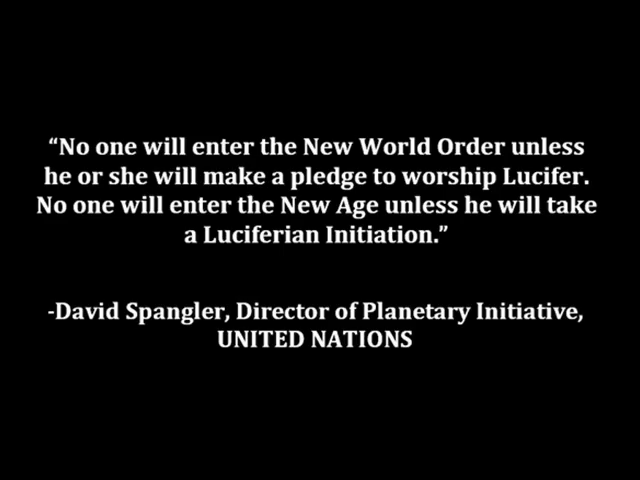 “No one will enter the New World Order unless
he or she will make a pledge to worship Lucifer.
No one will enter the New Age unless he will take
a Luciferian Initiation.”
-David Spangler, Director of Planetary Initiative,
UNITED NATIONS